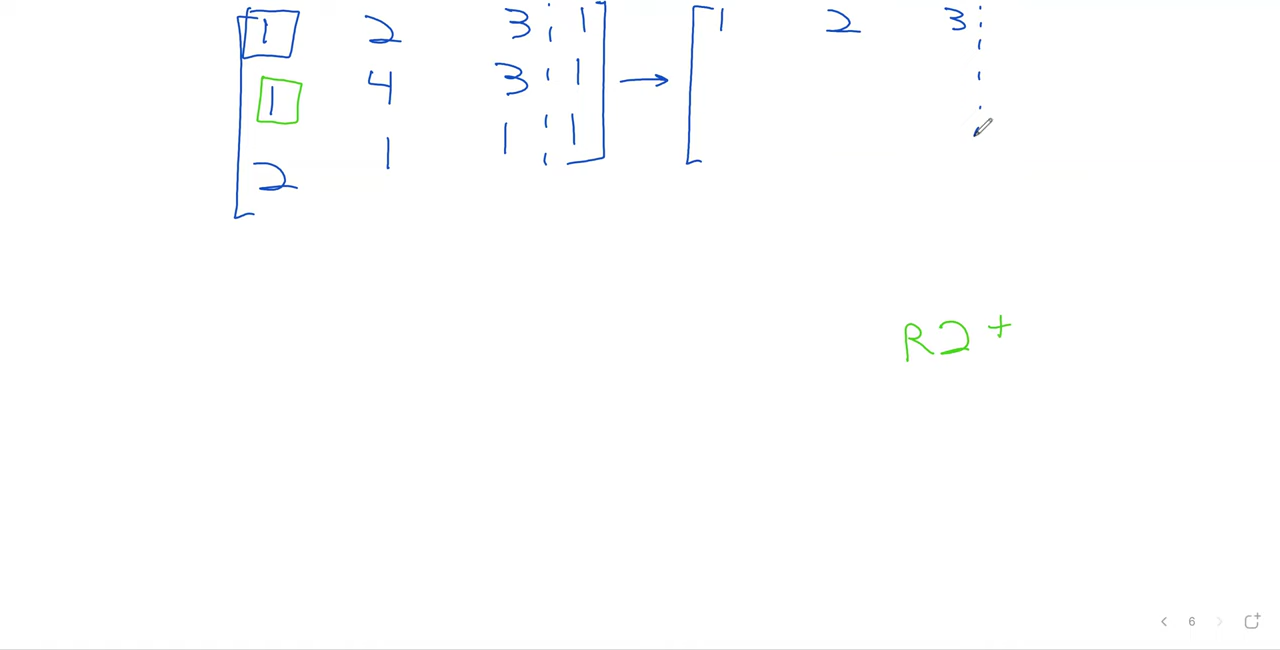 1 2 3 | 1 → 1 2 3
1 4 3 | 1
2 1 1 | 1
R2 +
6